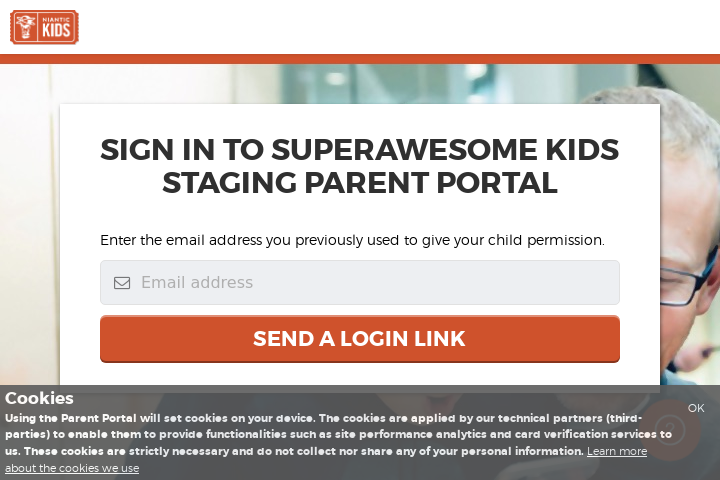 NIANTIC
KIDS
SIGN IN TO SUPERAWESOME KIDS
STAGING PARENT PORTAL
Enter the email address you previously used to give your child permission.
Email address
SEND A LOGIN LINK
Cookies
OK
Using the Parent Portal will set cookies on your device. The cookies are applied by our technical partners (third-
parties) to enable them to provide functionalities such as site performance analytics and card verification services to
us. These cookies are strictly necessary and do not collect nor share any of your personal information. Learn more
about the cookies we use